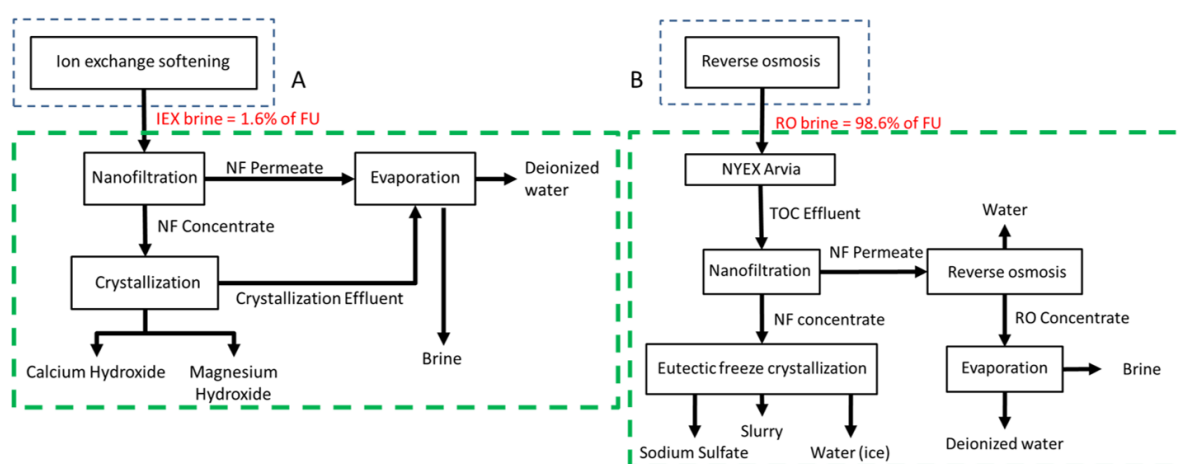 Ion exchange softening
A
IEX brine = 1.6% of FU
Nanofiltration
NF Permeate
Evaporation
Deionized
water
NF Concentrate
Crystallization
Crystallization Effluent
Calcium Hydroxide
Magnesium
Hydroxide
Brine
B
Reverse osmosis
RO brine = 98.6% of FU
NYEX Arvia
TOC Effluent
Nanofiltration
NF Permeate
Water
Reverse osmosis
NF concentrate
RO Concentrate
Eutectic freeze crystallization
Evaporation
Brine
Sodium Sulfate
Slurry
Water (ice)
Deionized water